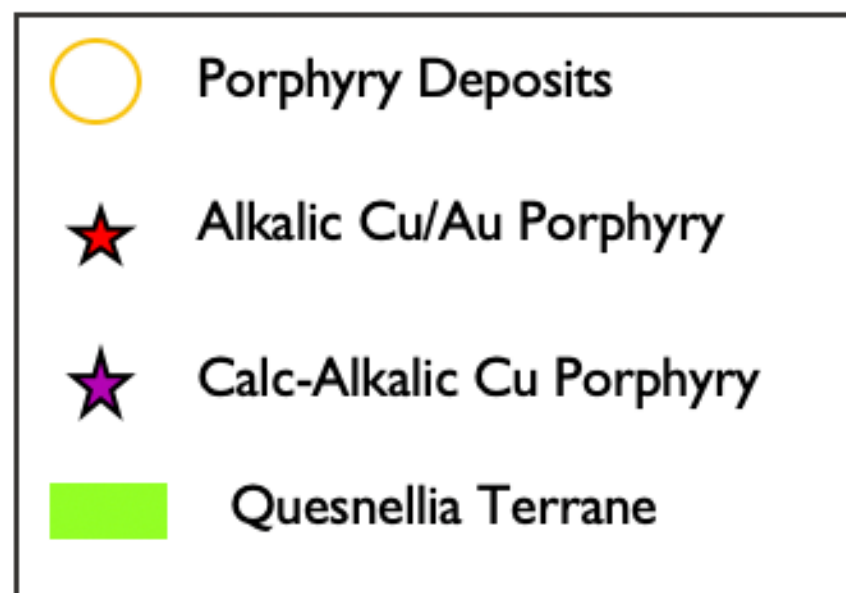 Porphyry Deposits
Alkalic Cu/Au Porphyry
Calc-Alkalic Cu Porphyry
Quesnellia Terrane